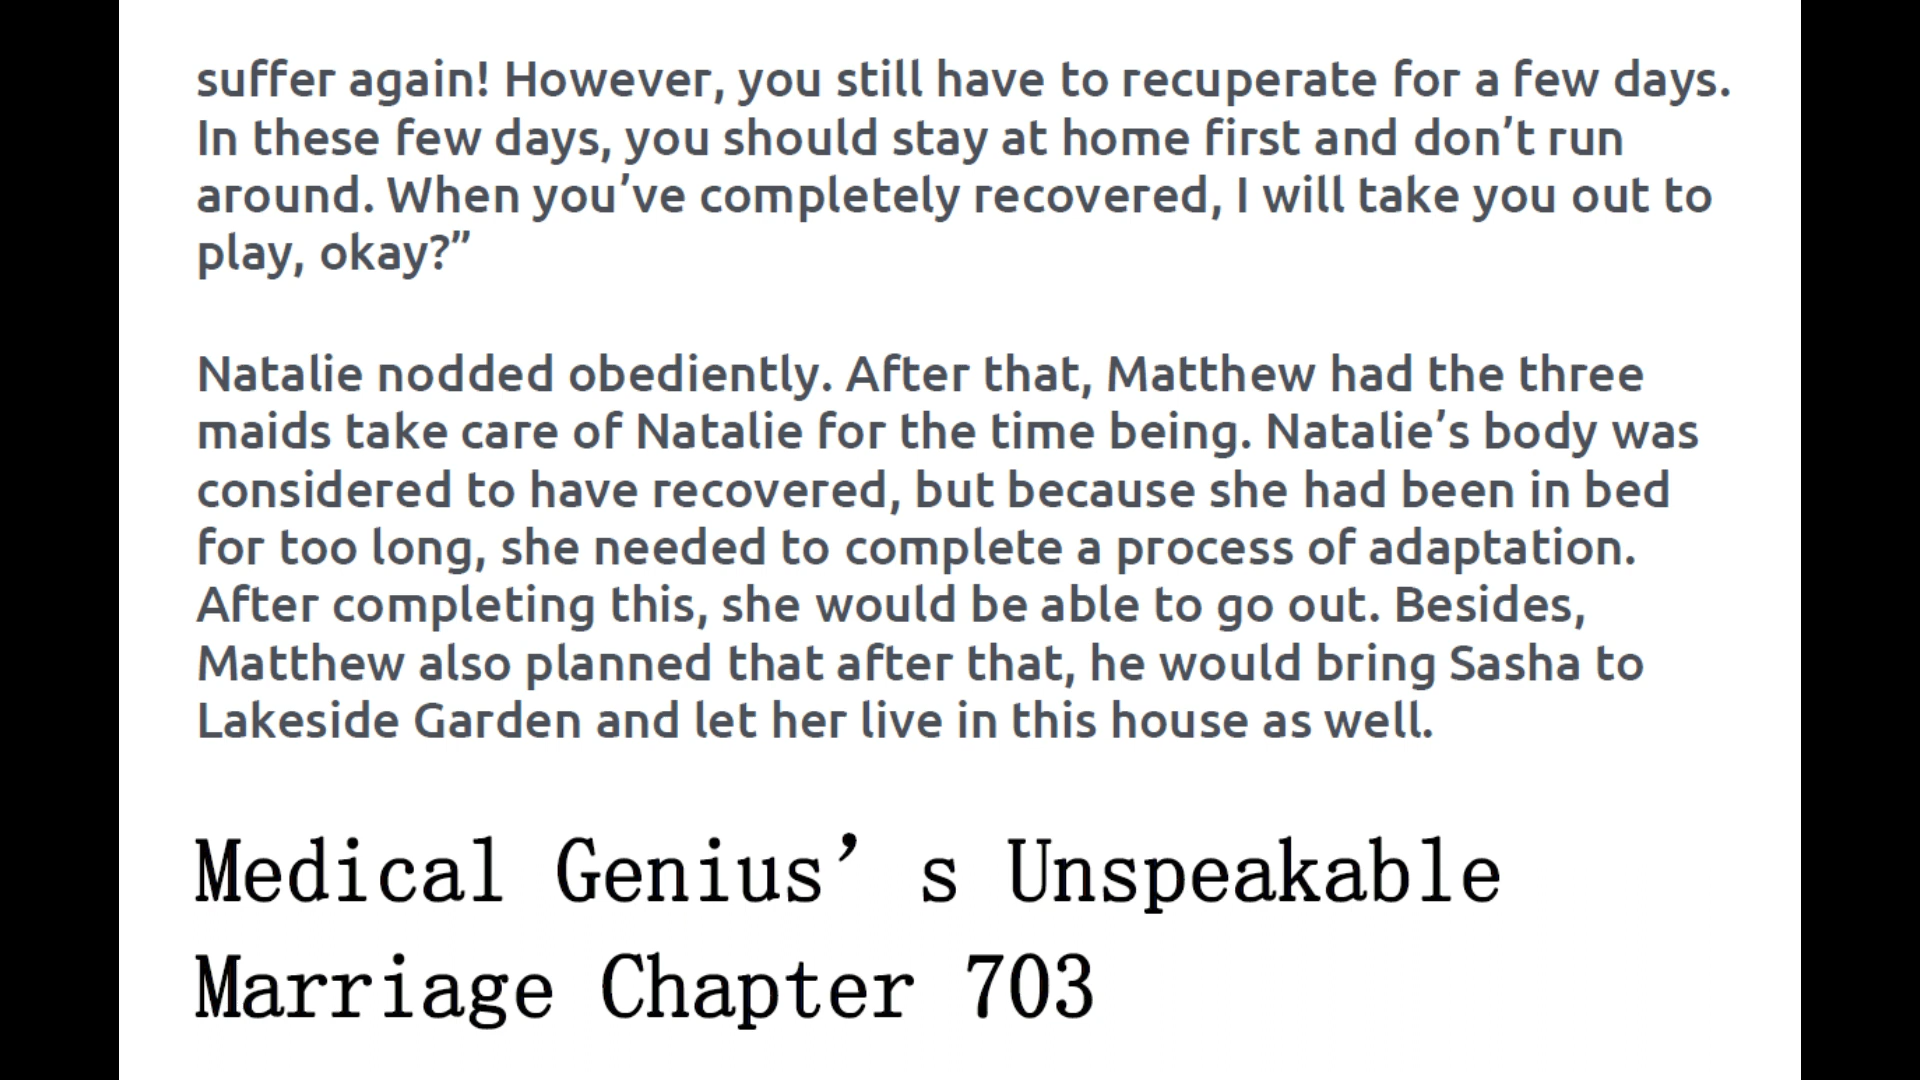 suffer again! However, you still have to recuperate for a few days.
In these few days, you should stay at home first and don’t run
around. When you’ve completely recovered, I will take you out to
play, okay?”
Natalie nodded obediently. After that, Matthew had the three
maids take care of Natalie for the time being. Natalie’s body was
considered to have recovered, but because she had been in bed
for too long, she needed to complete a process of adaptation.
After completing this, she would be able to go out. Besides,
Matthew also planned that after that, he would bring Sasha to
Lakeside Garden and let her live in this house as well.
Medical Genius’ s Unspeakable
Marriage Chapter 703